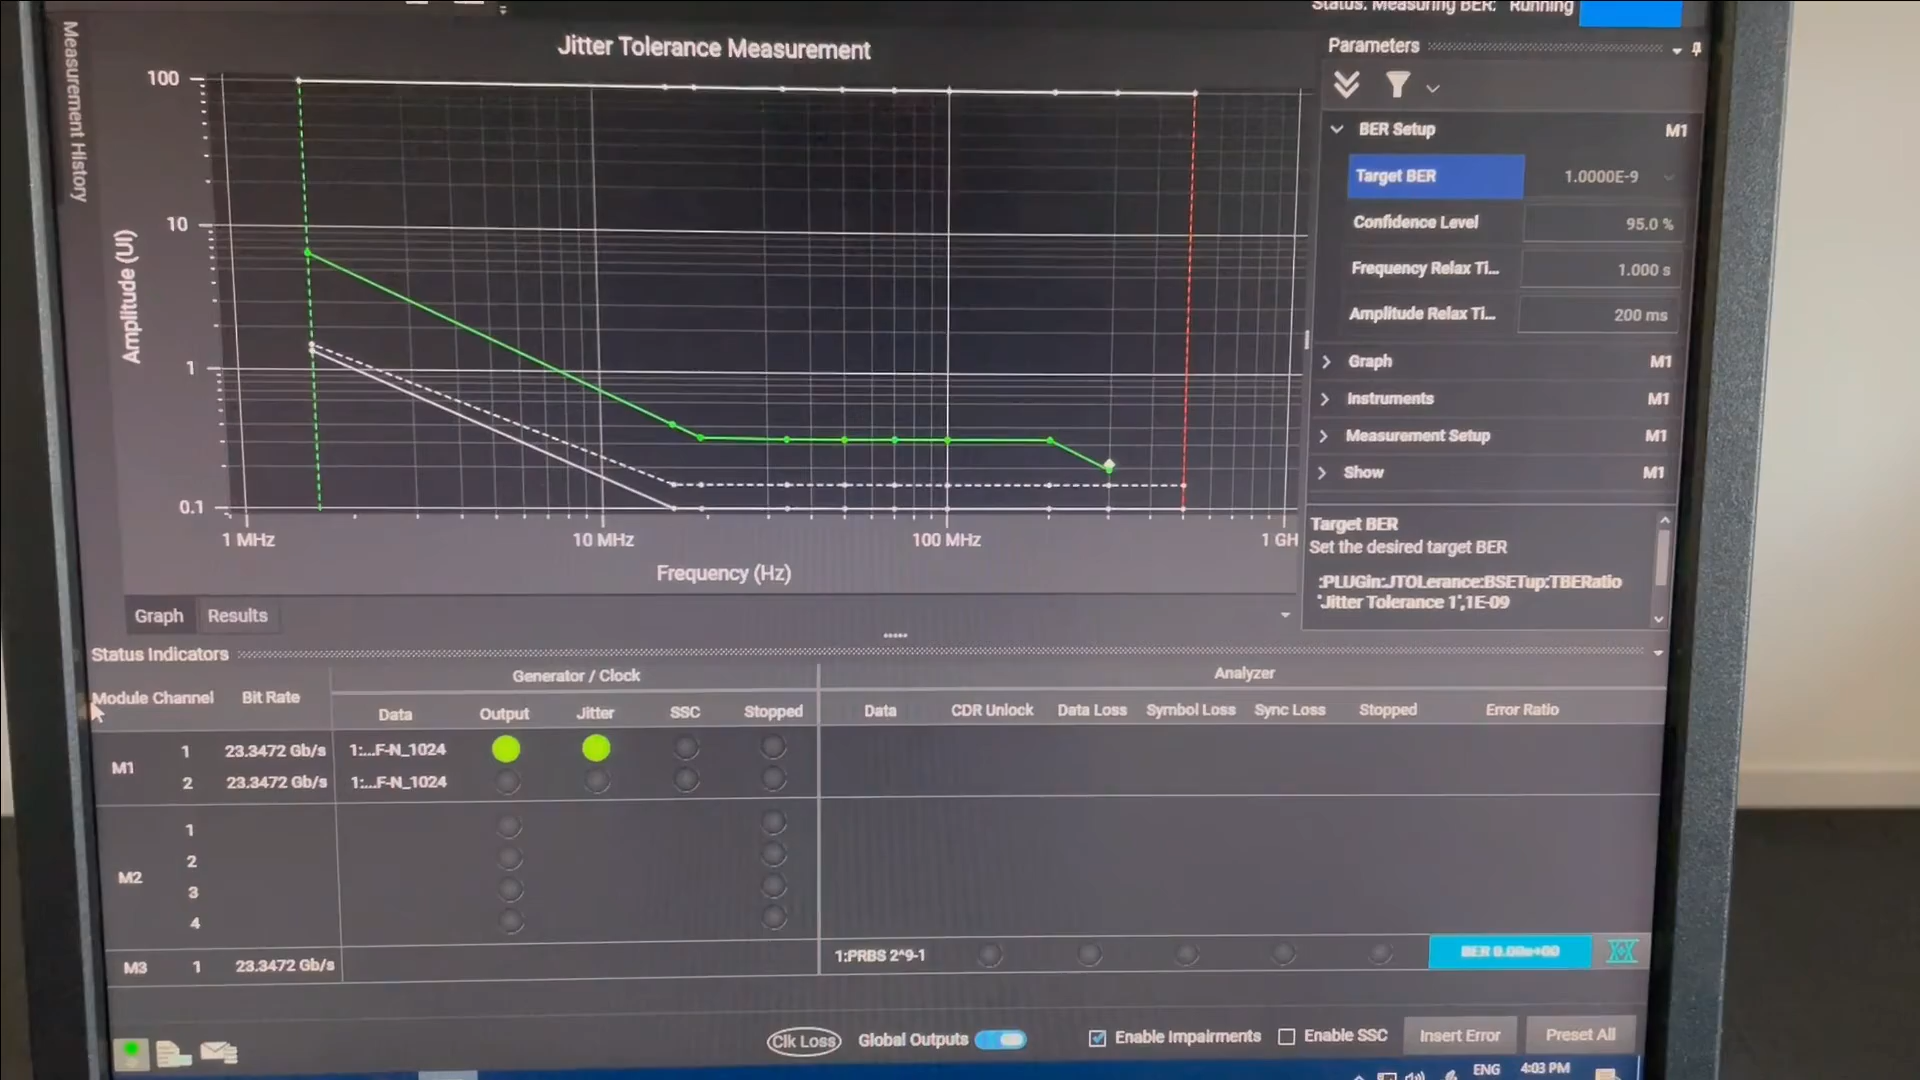 Status: Measuring BER: Running
Measurement History
Jitter Tolerance Measurement
Amplitude (UI)
100
10
1
0.1
1 MHz
10 MHz
100 MHz
1 GH
Frequency (Hz)
Graph
Results
Parameters
BER Setup M1
Target BER 1.0000E-9
Confidence Level 95.0 %
Frequency Relax Ti... 1.000 s
Amplitude Relax Ti... 200 ms
Graph M1
Instruments M1
Measurement Setup M1
Show M1
Target BER
Set the desired target BER
:PLUGin:JTOLerance:BSETup:TBERatio
'Jitter Tolerance 1',1E-09
Status Indicators
Generator / Clock
Analyzer
Module Channel Bit Rate
Data Output Jitter SSC Stopped
Data CDR Unlock Data Loss Symbol Loss Sync Loss Stopped Error Ratio
M1
1 23.3472 Gb/s 1:...F-N_1024
2 23.3472 Gb/s 1:...F-N_1024
M2
1
2
3
4
M3 1 23.3472 Gb/s 1:PRBS 2^9-1 BER 0.00e+00
Clk Loss Global Outputs Enable Impairments Enable SSC Insert Error Preset All
ENG 4:03 PM